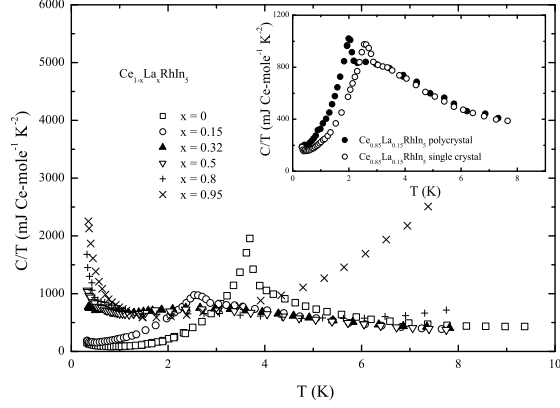 6000
5000
4000
3000
2000
1000
0
C/T (mJ Ce-mole⁻¹ K⁻²)
Ce₁₋ₓLaₓRhIn₅
x = 0
x = 0.15
x = 0.32
x = 0.5
x = 0.8
x = 0.95
1200
800
400
0
C/T (mJ Ce-mole⁻¹ K⁻²)
Ce₀.₈₅La₀.₁₅RhIn₅ polycrystal
Ce₀.₈₅La₀.₁₅RhIn₅ single crystal
0 2 4 6 8
T (K)
0 2 4 6 8 10
T (K)